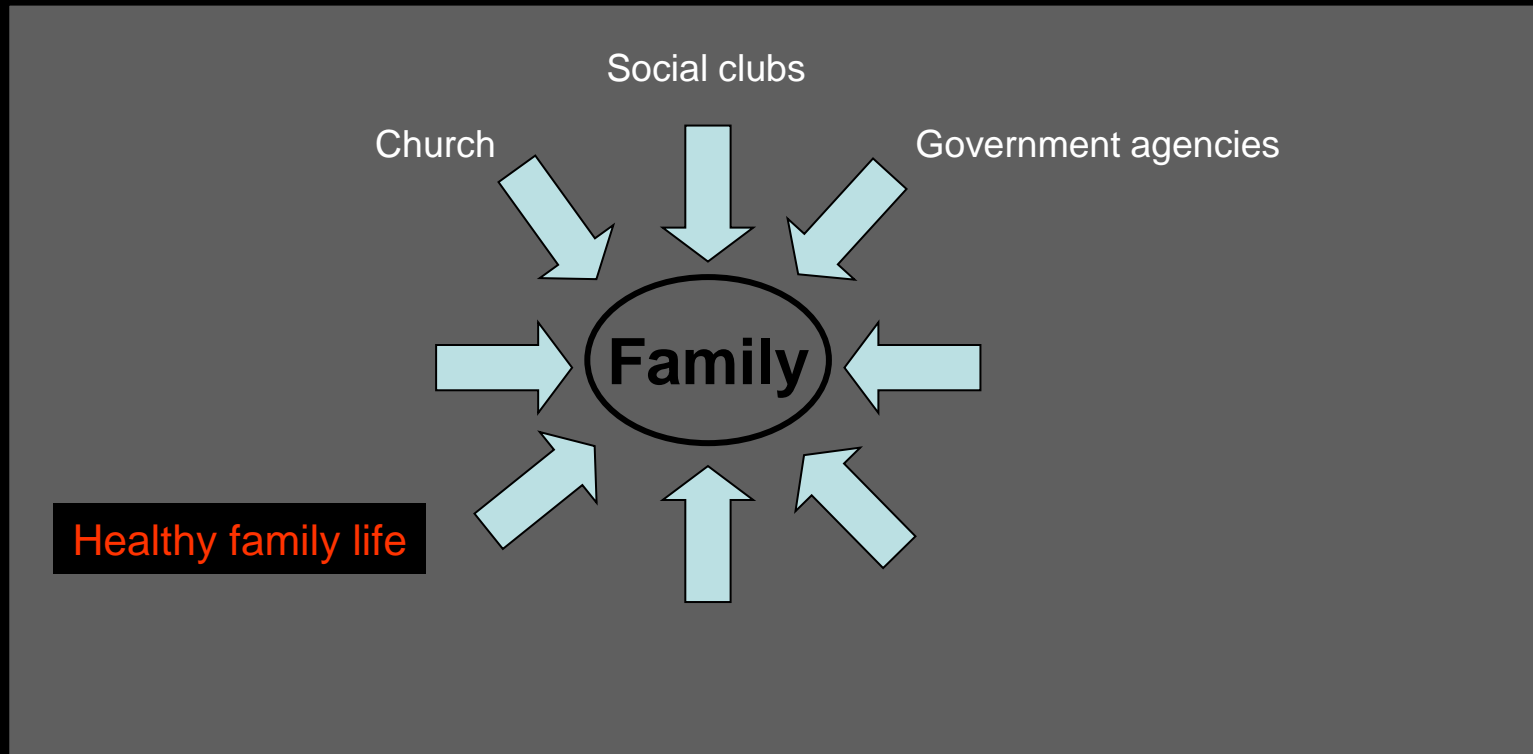 Social clubs
Church
Government agencies
Family
Healthy family life